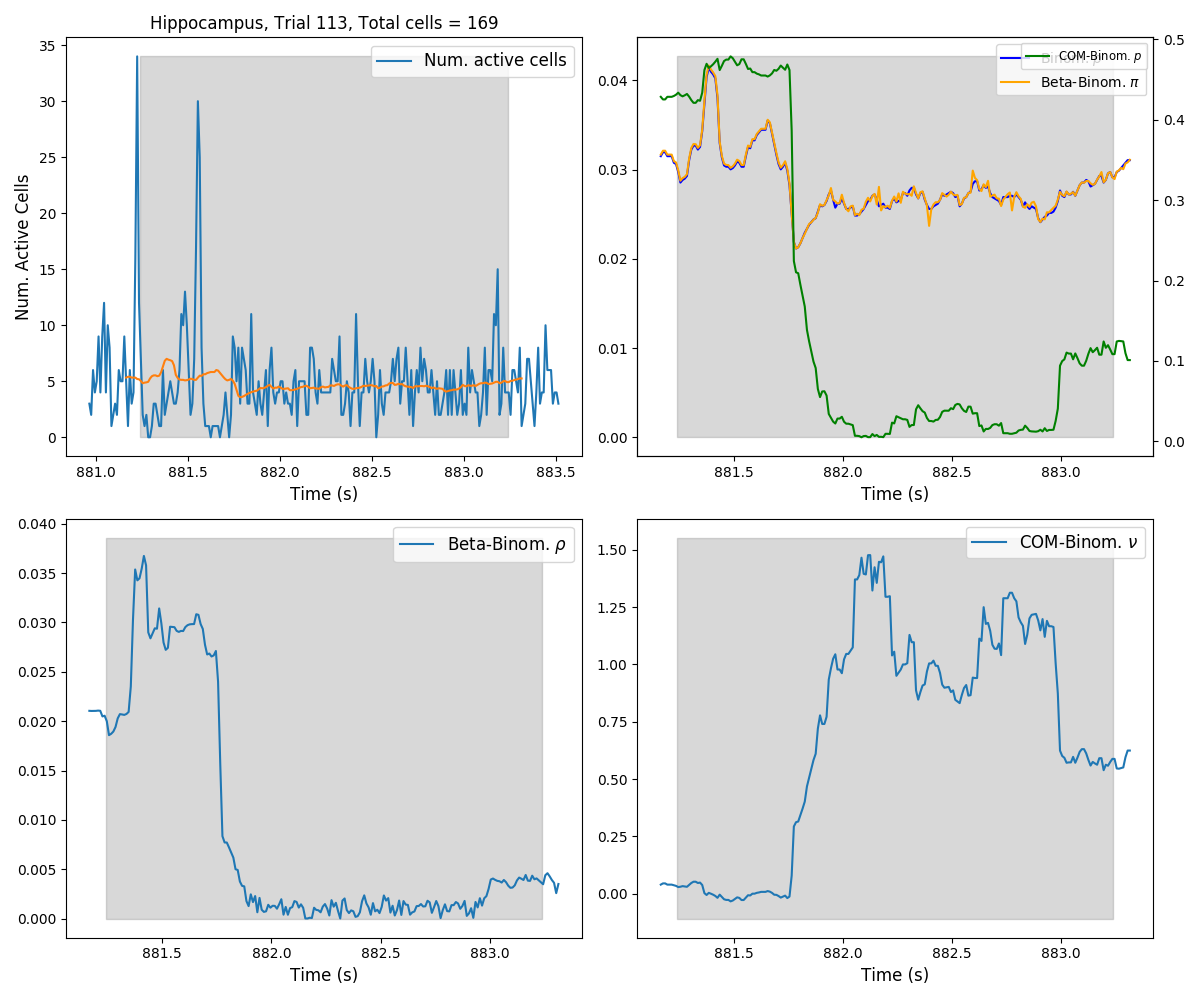 Hippocampus, Trial 113, Total cells = 169
Num. active cells
Num. Active Cells
35
30
25
20
15
10
5
0
881.0 881.5 882.0 882.5 883.0 883.5
Time (s)
COM-Binom. p
Beta-Binom. π
0.04
0.03
0.02
0.01
0.00
0.5
0.4
0.3
0.2
0.1
0.0
881.5 882.0 882.5 883.0
Time (s)
Beta-Binom. ρ
0.040
0.035
0.030
0.025
0.020
0.015
0.010
0.005
0.000
881.5 882.0 882.5 883.0
Time (s)
COM-Binom. ν
1.50
1.25
1.00
0.75
0.50
0.25
0.00
881.5 882.0 882.5 883.0
Time (s)